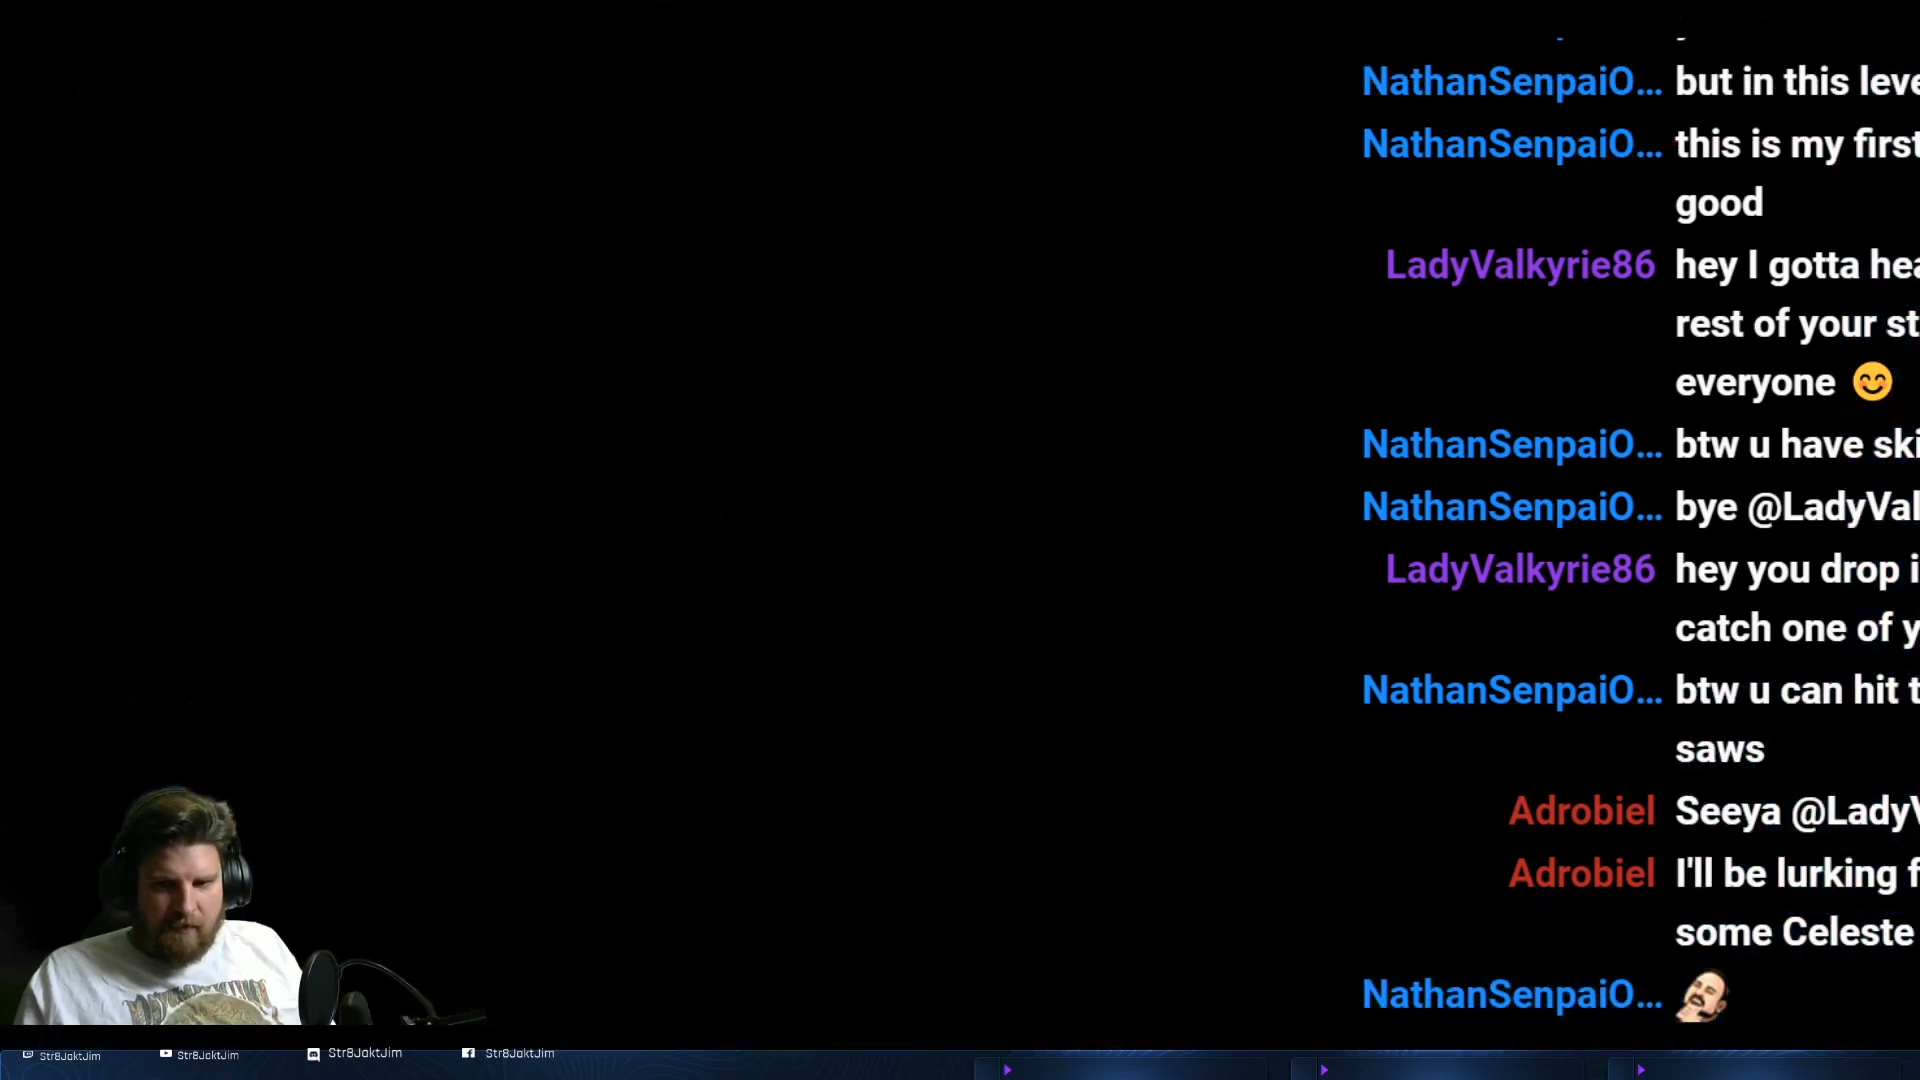 NathanSenpaiO... but in this leve
NathanSenpaiO... this is my first
good
LadyValkyrie86 hey I gotta hea
rest of your st
everyone 😊
NathanSenpaiO... btw u have ski
NathanSenpaiO... bye @LadyVal
LadyValkyrie86 hey you drop i
catch one of y
NathanSenpaiO... btw u can hit t
saws
Adrobiel Seeya @LadyV
Adrobiel I'll be lurking f
some Celeste
NathanSenpaiO...
Str8JaktJim Str8JaktJim Str8JaktJim Str8JaktJim